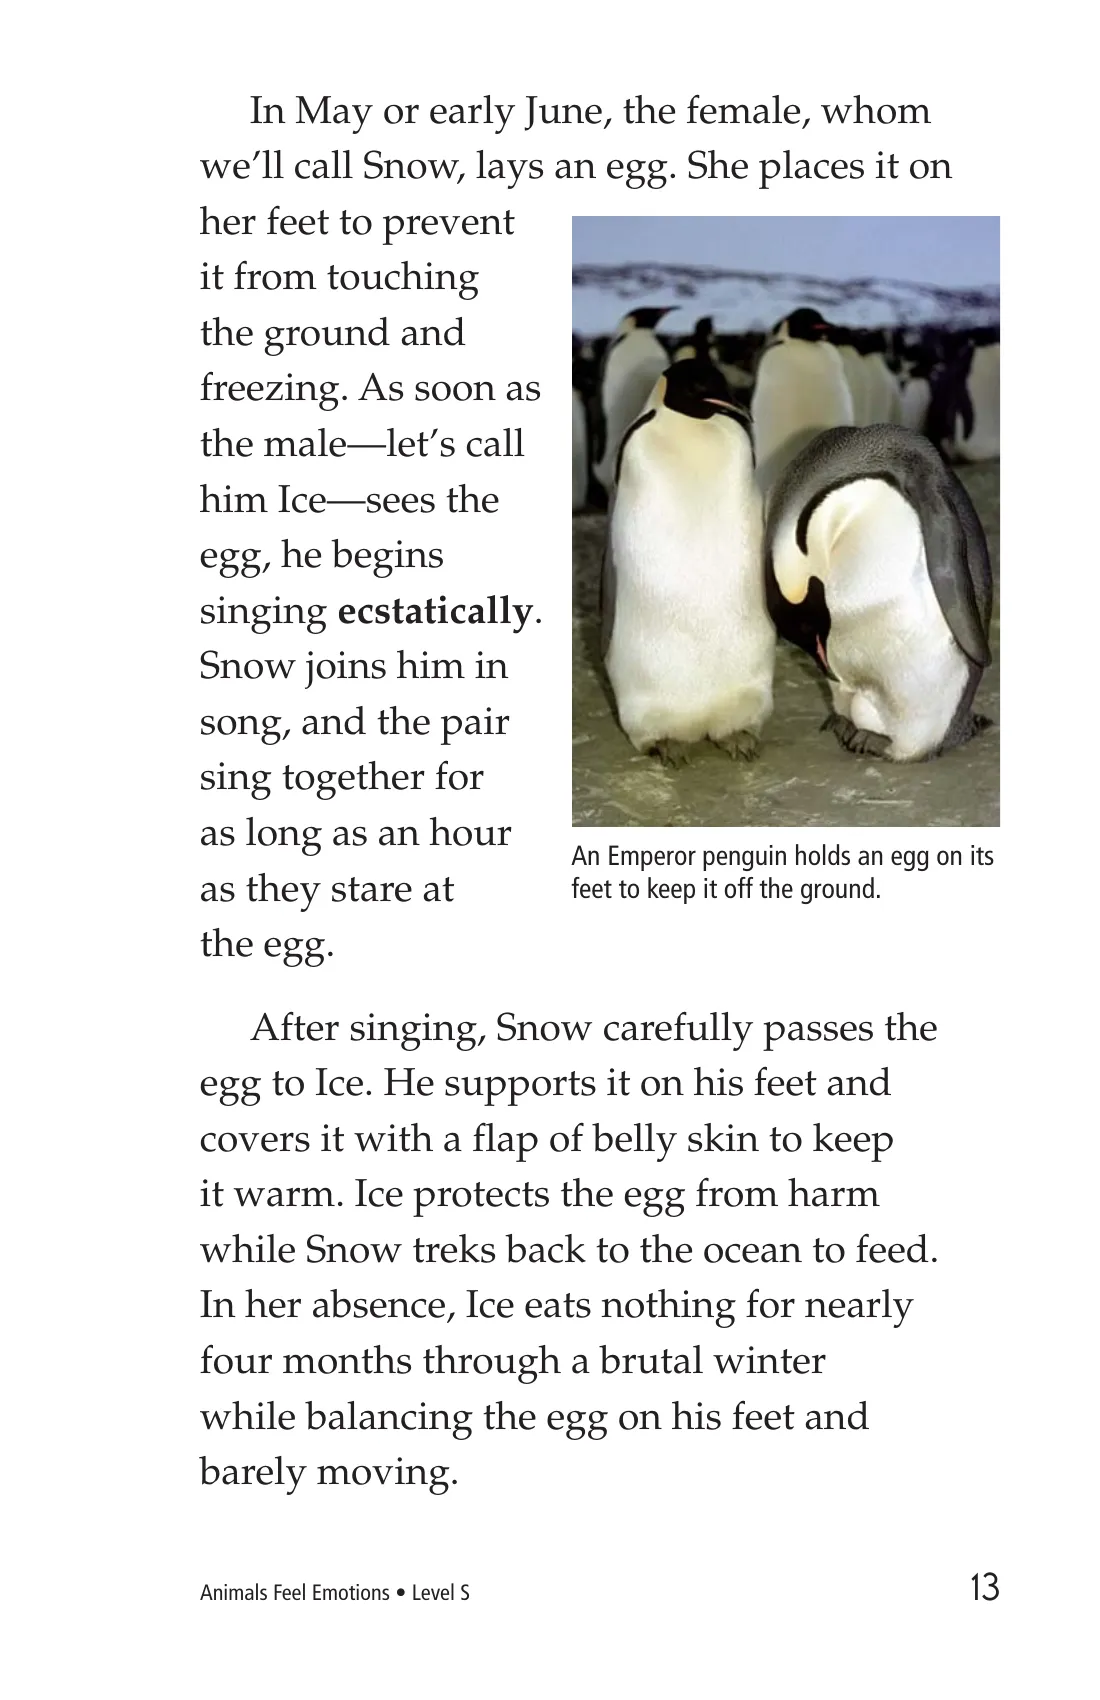 In May or early June, the female, whom
we’ll call Snow, lays an egg. She places it on
her feet to prevent
it from touching
the ground and
freezing. As soon as
the male—let’s call
him Ice—sees the
egg, he begins
singing ecstatically.
Snow joins him in
song, and the pair
sing together for
as long as an hour
as they stare at
the egg.
An Emperor penguin holds an egg on its
feet to keep it off the ground.
After singing, Snow carefully passes the
egg to Ice. He supports it on his feet and
covers it with a flap of belly skin to keep
it warm. Ice protects the egg from harm
while Snow treks back to the ocean to feed.
In her absence, Ice eats nothing for nearly
four months through a brutal winter
while balancing the egg on his feet and
barely moving.
Animals Feel Emotions • Level S
13